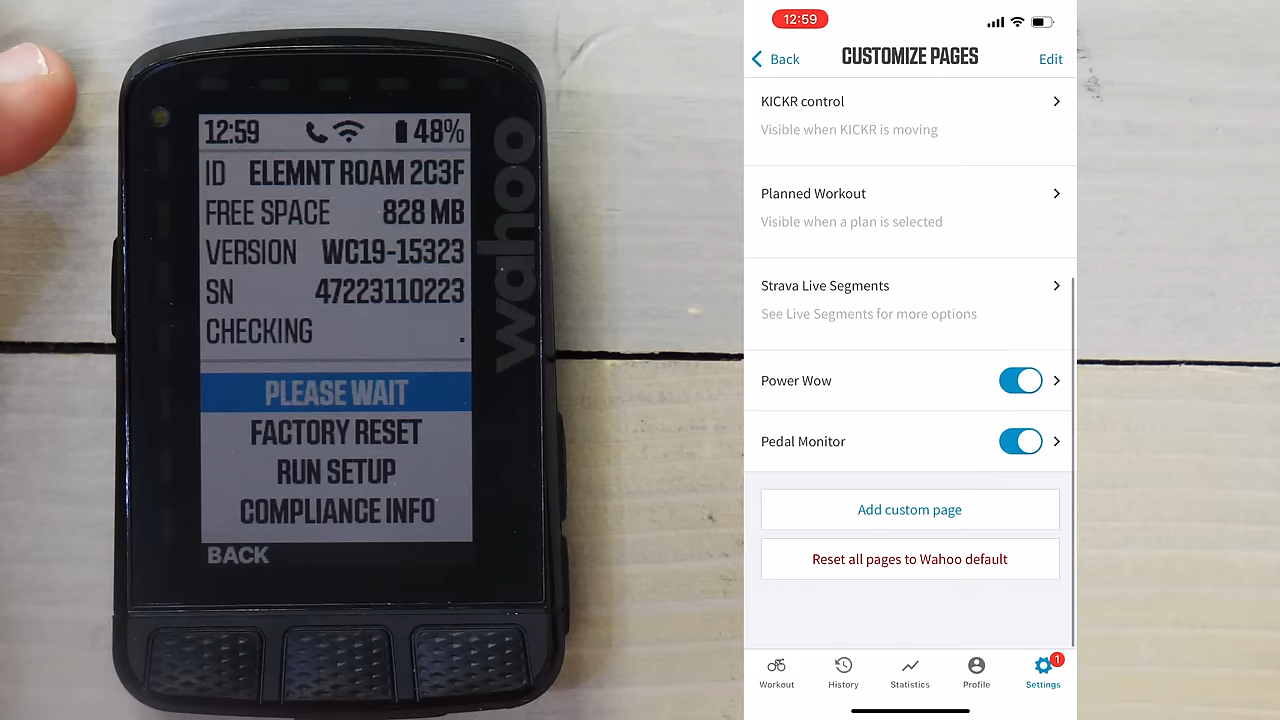 12:59 48%
ID ELEMNT ROAM 2C3F
FREE SPACE 828 MB
VERSION WC19-15323
SN 47223110223
CHECKING .
PLEASE WAIT
FACTORY RESET
RUN SETUP
COMPLIANCE INFO
BACK
wahoo
12:59
Back CUSTOMIZE PAGES Edit
KICKR control
Visible when KICKR is moving
Planned Workout
Visible when a plan is selected
Strava Live Segments
See Live Segments for more options
Power Wow
Pedal Monitor
Add custom page
Reset all pages to Wahoo default
1
Workout History Statistics Profile Settings